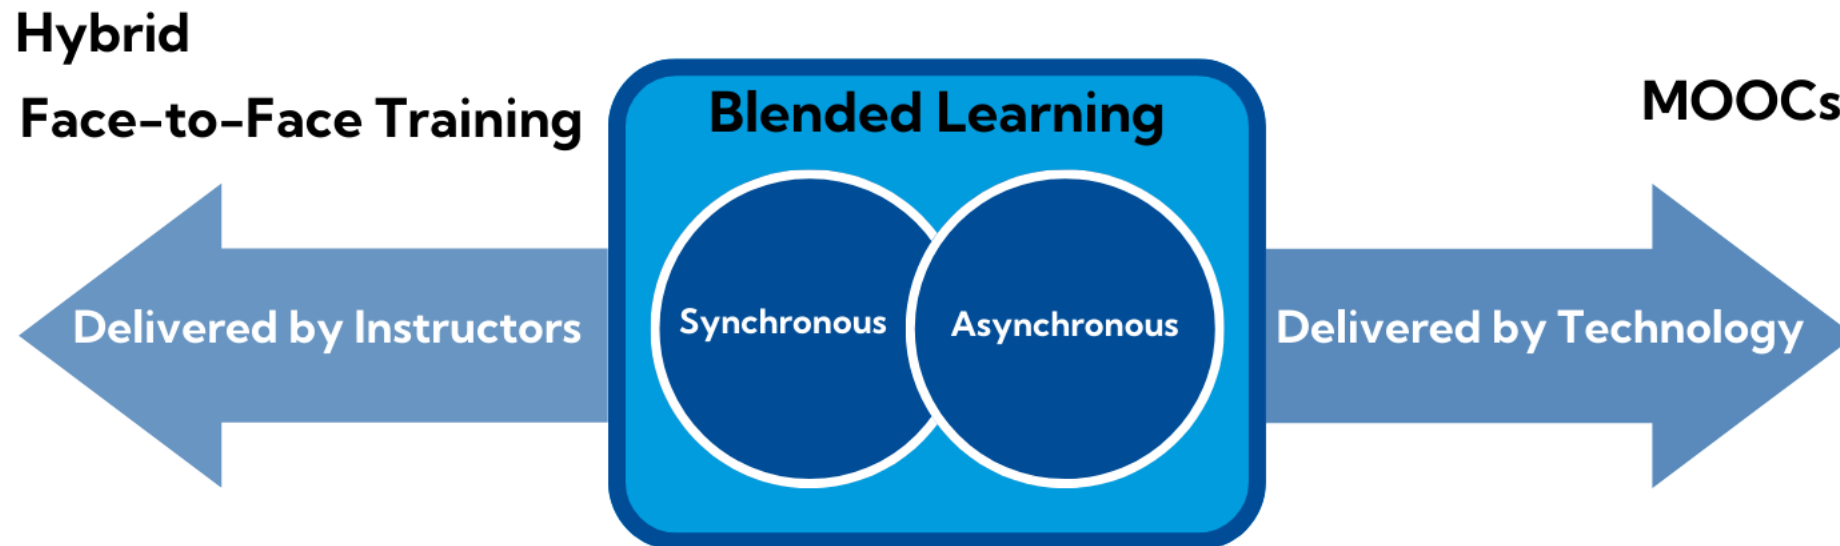 Hybrid
Face-to-Face Training
Blended Learning
MOOCs
Delivered by Instructors
Synchronous
Asynchronous
Delivered by Technology